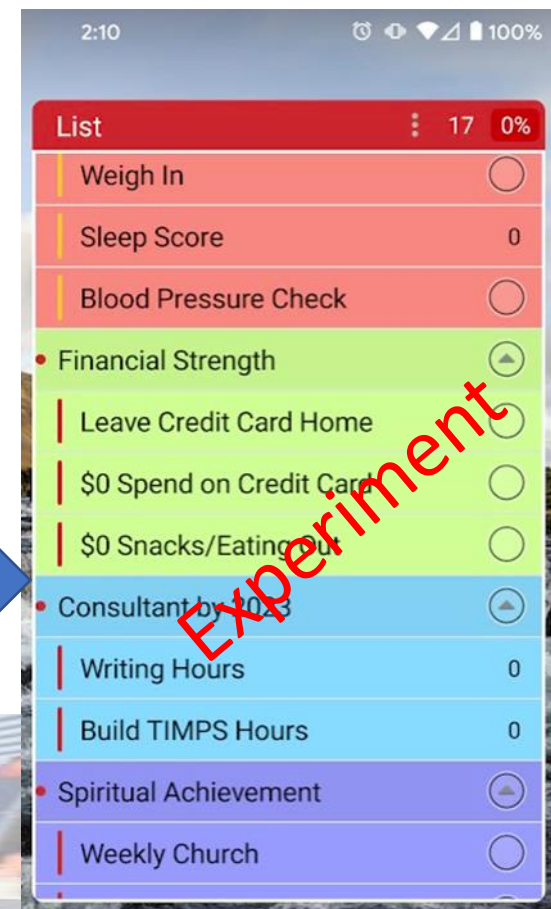 2:10 100%
List 17 0%
Weigh In
Sleep Score 0
Blood Pressure Check
Financial Strength
Leave Credit Card Home
$0 Spend on Credit Card
$0 Snacks/Eating Out
Experiment
Consultant by 2023
Writing Hours 0
Build TIMPS Hours 0
Spiritual Achievement
Weekly Church